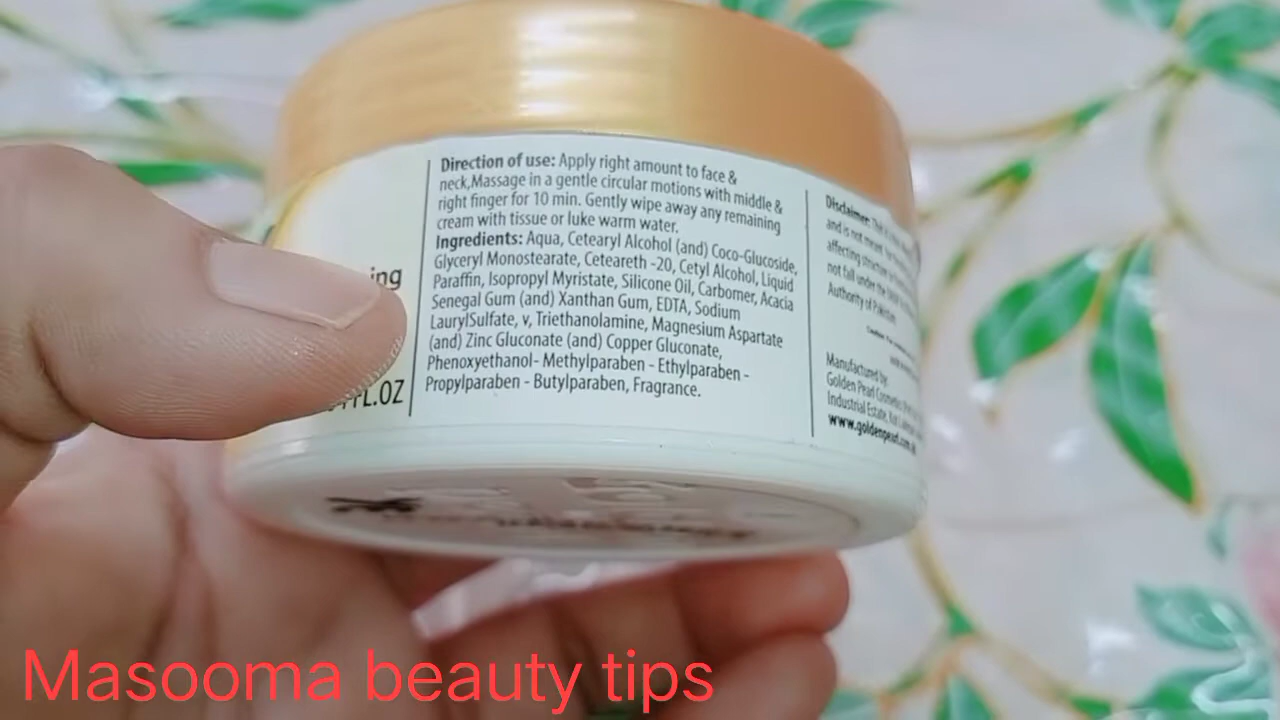 Direction of use: Apply right amount to face &
neck,Massage in a gentle circular motions with middle &
right finger for 10 min. Gently wipe away any remaining
cream with tissue or luke warm water.
Ingredients: Aqua, Cetearyl Alcohol (and) Coco-Glucoside,
Glyceryl Monostearate, Ceteareth -20, Cetyl Alcohol, Liquid
Paraffin, Isopropyl Myristate, Silicone Oil, Carbomer, Acacia
Senegal Gum (and) Xanthan Gum, EDTA, Sodium
LaurylSulfate, v, Triethanolamine, Magnesium Aspartate
(and) Zinc Gluconate (and) Copper Gluconate,
Phenoxyethanol- Methylparaben - Ethylparaben -
Propylparaben - Butylparaben, Fragrance.
ing
FL.OZ
Disclaimer:
and is not
affecting
not fall under the
Authority of Pakistan
Manufactured by:
Golden Pearl Cosmetics
Industrial Estate,
www.goldenpearl.com
Masooma beauty tips